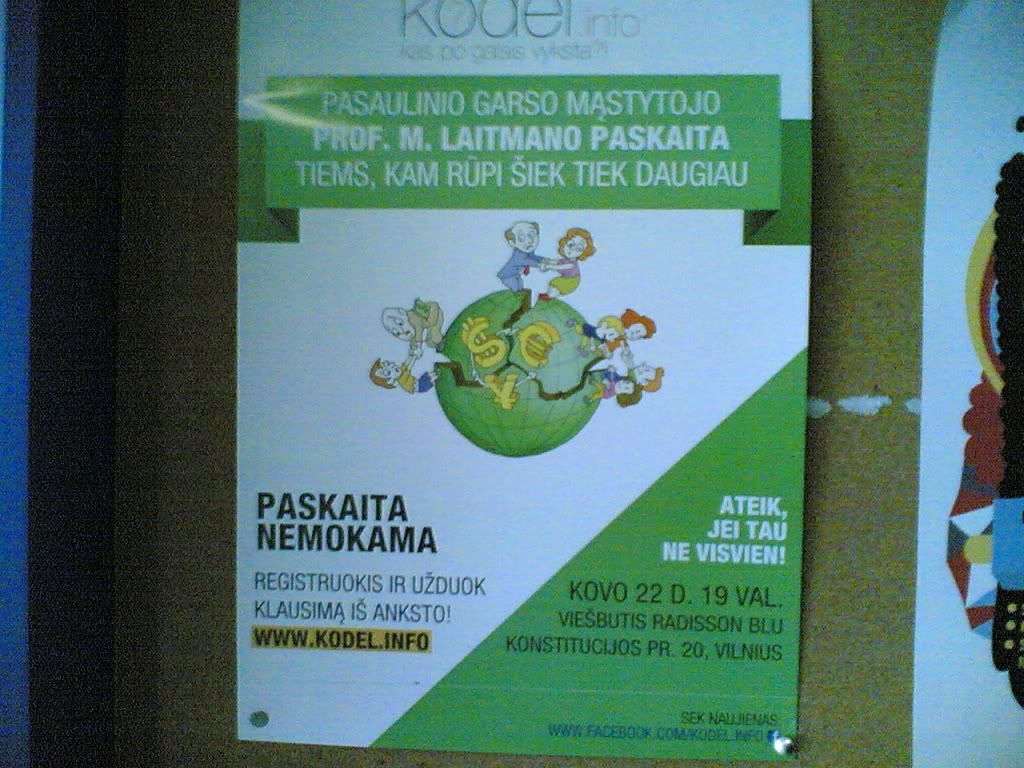 kodel.info
kas po galais vyksta?!
PASAULINIO GARSO MĄSTYTOJO
PROF. M. LAITMANO PASKAITA
TIEMS, KAM RŪPI ŠIEK TIEK DAUGIAU
$ €
¥
PASKAITA
NEMOKAMA
REGISTRUOKIS IR UŽDUOK
KLAUSIMĄ IŠ ANKSTO!
WWW.KODEL.INFO
ATEIK,
JEI TAU
NE VISVIEN!
KOVO 22 D. 19 VAL.
VIEŠBUTIS RADISSON BLU
KONSTITUCIJOS PR. 20, VILNIUS
SEK NAUJIENAS:
WWW.FACEBOOK.COM/KODEL.INFO